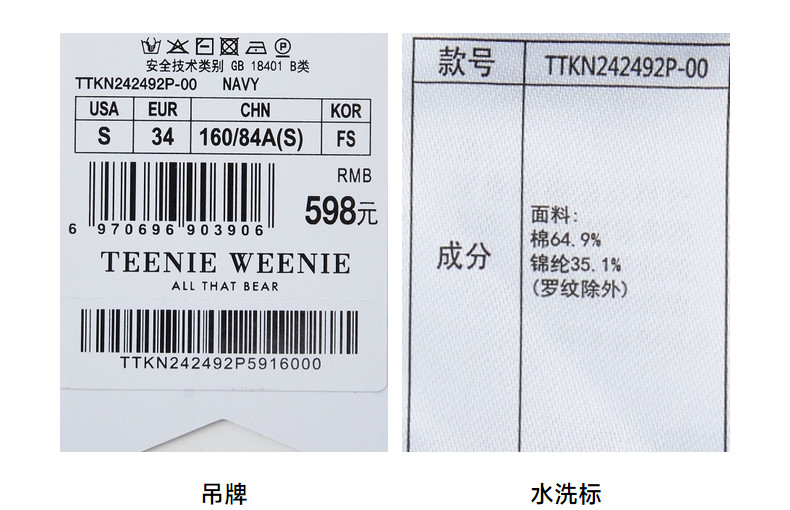 安全技术类别 GB 18401 B类
TTKN242492P-00 NAVY
USA EUR CHN KOR
S 34 160/84A(S) FS
RMB
598元
6 970696 903906
TEENIE WEENIE
ALL THAT BEAR
TTKN242492P5916000
吊牌
款号 TTKN242492P-00
成分
面料:
棉64.9%
锦纶35.1%
(罗纹除外)
水洗标